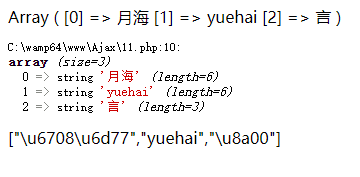 Array ( [0] => 月海 [1] => yuehai [2] => 言 )
C:\wamp64\www\Ajax\11.php:10:
array (size=3)
0 => string '月海' (length=6)
1 => string 'yuehai' (length=6)
2 => string '言' (length=3)
["\u6708\u6d77","yuehai","\u8a00"]